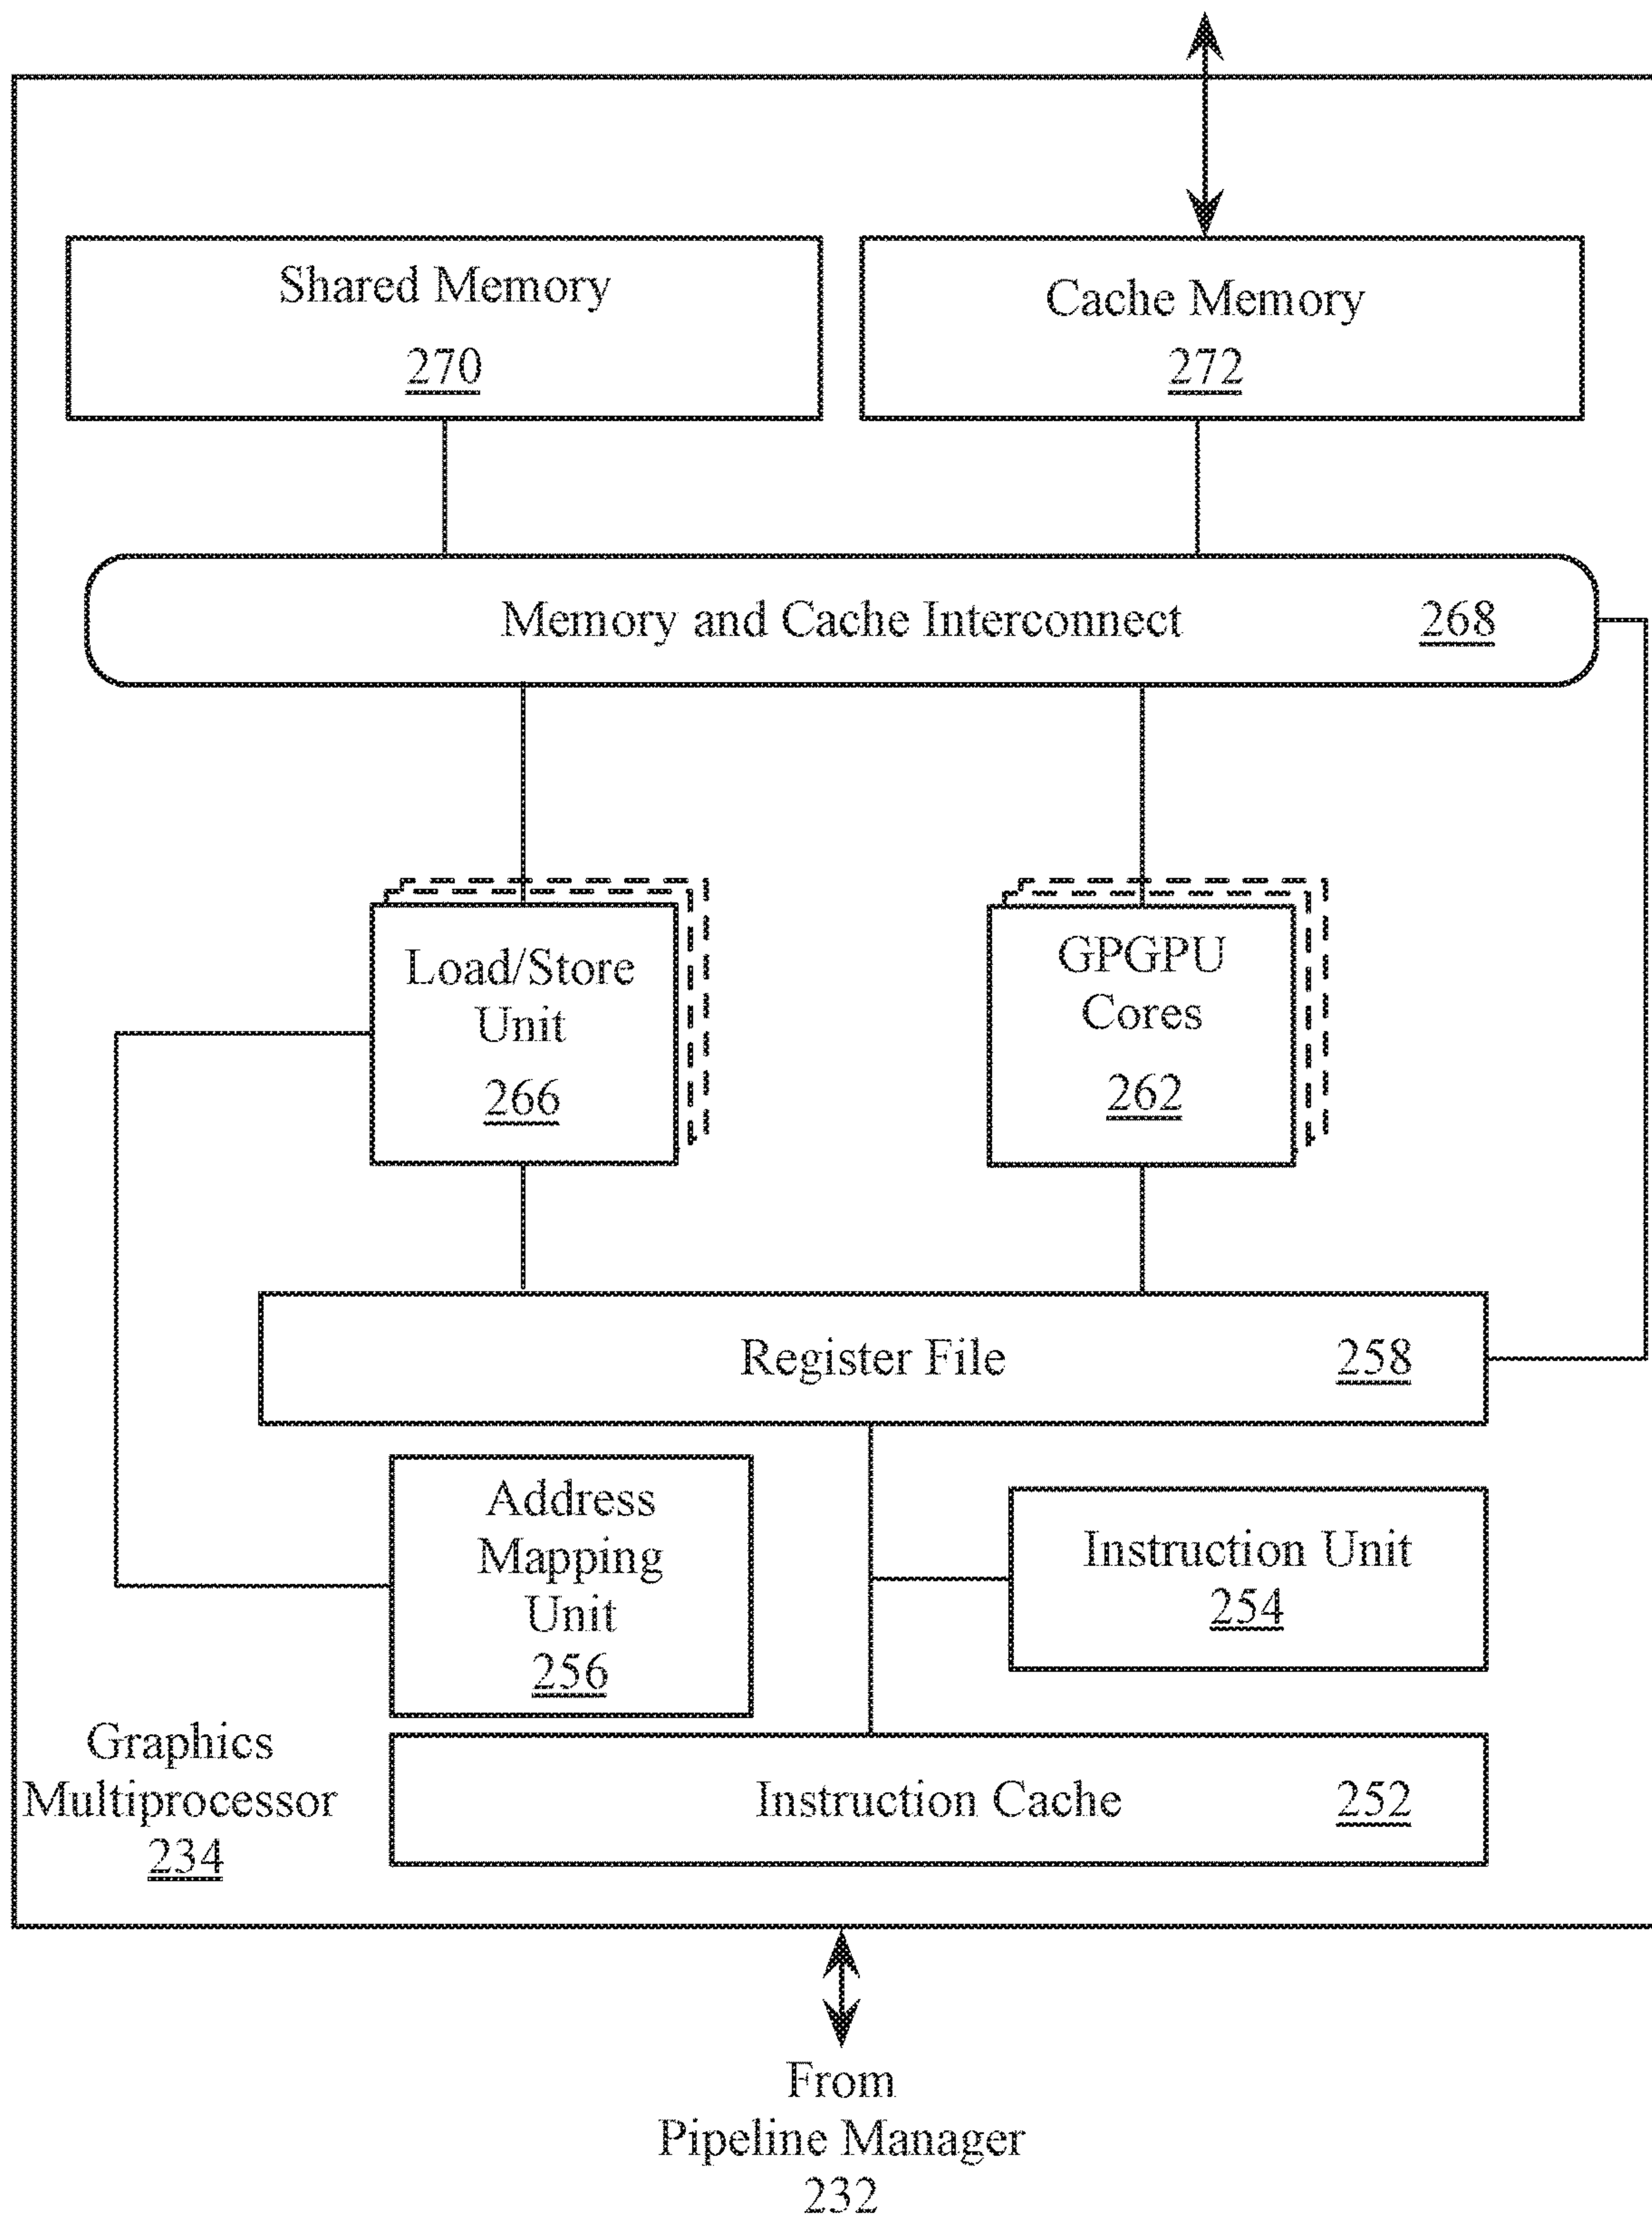 Shared Memory
270
Cache Memory
272
Memory and Cache Interconnect 268
Load/Store
Unit
266
GPGPU
Cores
262
Register File 258
Address
Mapping
Unit
256
Instruction Unit
254
Graphics
Multiprocessor
234
Instruction Cache 252
From
Pipeline Manager
232